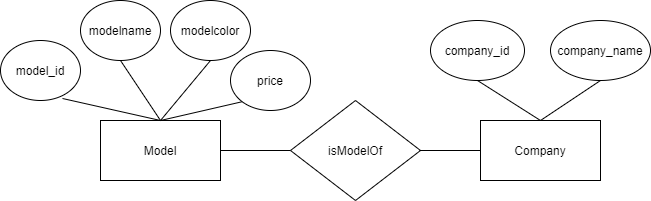 modelname
modelcolor
model_id
price
company_id
company_name
Model
isModelOf
Company